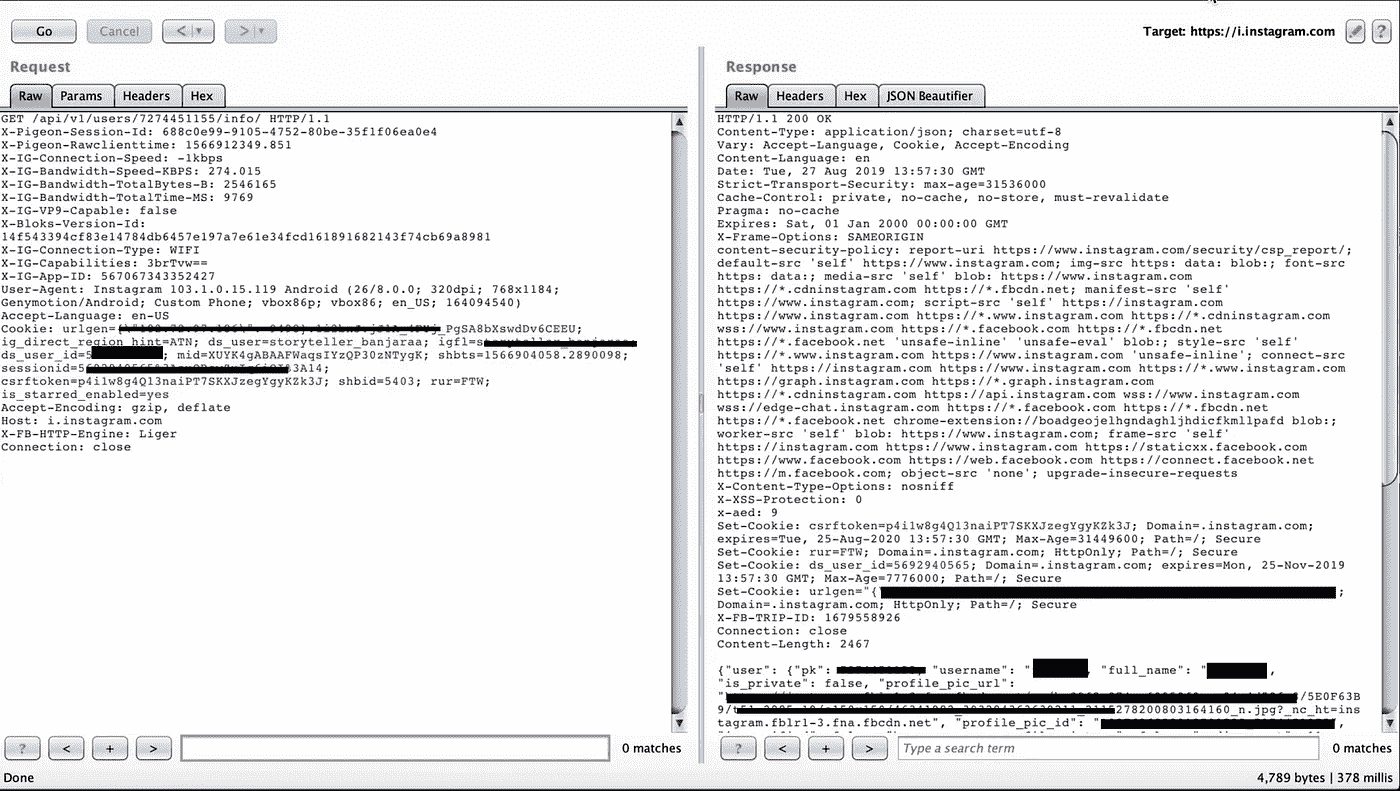 Go
Cancel
<
>
Target: https://i.instagram.com
?
Request
Raw
Params
Headers
Hex
GET /api/v1/users/7274451155/info/ HTTP/1.1
X-Pigeon-Session-Id: 688c0e99-9105-4752-80be-35f1f06ea0e4
X-Pigeon-Rawclienttime: 1566912349.851
X-IG-Connection-Speed: -1kbps
X-IG-Bandwidth-Speed-KBPS: 274.015
X-IG-Bandwidth-TotalBytes-B: 2546165
X-IG-Bandwidth-TotalTime-MS: 9769
X-IG-VP9-Capable: false
X-Bloks-Version-Id:
14f543394cf83e14784db6457e197a7e61e34fcd161891682143f74cb69a8981
X-IG-Connection-Type: WIFI
X-IG-Capabilities: 3brTvw==
X-IG-App-ID: 567067343352427
User-Agent: Instagram 103.1.0.15.119 Android (26/8.0.0; 320dpi; 768x1184;
Genymotion/Android; Custom Phone; vbox86p; vbox86; en_US; 164094540)
Accept-Language: en-US
Cookie: urlgen= _PgSA8bXswdDv6CEEU;
ig_direct_region_hint=ATN; ds_user=storyteller_banjaraa; igfl=
ds_user_id=5 ; mid=XUYK4gABAAFWaqsIYzQP30zNTygK; shbts=1566904058.2890098;
sessionid= 3A14;
csrftoken=p4i1w8g4Q13naiPT7SKXJzegYgyKZk3J; shbid=5403; rur=FTW;
is_starred_enabled=yes
Accept-Encoding: gzip, deflate
Host: i.instagram.com
X-FB-HTTP-Engine: Liger
Connection: close
?
<
+
>
0 matches
Response
Raw
Headers
Hex
JSON Beautifier
HTTP/1.1 200 OK
Content-Type: application/json; charset=utf-8
Vary: Accept-Language, Cookie, Accept-Encoding
Content-Language: en
Date: Tue, 27 Aug 2019 13:57:30 GMT
Strict-Transport-Security: max-age=31536000
Cache-Control: private, no-cache, no-store, must-revalidate
Pragma: no-cache
Expires: Sat, 01 Jan 2000 00:00:00 GMT
X-Frame-Options: SAMEORIGIN
content-security-policy: report-uri https://www.instagram.com/security/csp_report/;
default-src 'self' https://www.instagram.com; img-src https: data: blob:; font-src
https: data:; media-src 'self' blob: https://www.instagram.com
https://*.cdninstagram.com https://*.fbcdn.net; manifest-src 'self'
https://www.instagram.com; script-src 'self' https://instagram.com
https://www.instagram.com https://*.www.instagram.com https://*.cdninstagram.com
wss://www.instagram.com https://*.facebook.com https://*.fbcdn.net
https://*.facebook.net 'unsafe-inline' 'unsafe-eval' blob:; style-src 'self'
https://*.www.instagram.com https://www.instagram.com 'unsafe-inline'; connect-src
'self' https://instagram.com https://www.instagram.com https://*.www.instagram.com
https://graph.instagram.com https://*.graph.instagram.com
https://*.cdninstagram.com https://api.instagram.com wss://www.instagram.com
wss://edge-chat.instagram.com https://*.facebook.com https://*.fbcdn.net
https://*.facebook.net chrome-extension://boadgeojelhgndaghljhdicfkmllpafd blob:;
worker-src 'self' blob: https://www.instagram.com; frame-src 'self'
https://instagram.com https://www.instagram.com https://staticxx.facebook.com
https://www.facebook.com https://web.facebook.com https://connect.facebook.net
https://m.facebook.com; object-src 'none'; upgrade-insecure-requests
X-Content-Type-Options: nosniff
X-XSS-Protection: 0
x-aed: 9
Set-Cookie: csrftoken=p4i1w8g4Q13naiPT7SKXJzegYgyKZk3J; Domain=.instagram.com;
expires=Tue, 25-Aug-2020 13:57:30 GMT; Max-Age=31449600; Path=/; Secure
Set-Cookie: rur=FTW; Domain=.instagram.com; HttpOnly; Path=/; Secure
Set-Cookie: ds_user_id=5692940565; Domain=.instagram.com; expires=Mon, 25-Nov-2019
13:57:30 GMT; Max-Age=7776000; Path=/; Secure
Set-Cookie: urlgen="{ ;
Domain=.instagram.com; HttpOnly; Path=/; Secure
X-FB-TRIP-ID: 1679558926
Connection: close
Content-Length: 2467
{"user": {"pk": "username": " , "full_name": " ,
"is_private": false, "profile_pic_url":
/5E0F63B
9/ 278200803164160_n.jpg?_nc_ht=ins
tagram.fblr1-3.fna.fbcdn.net", "profile_pic_id": " ,
?
<
+
>
Type a search term
0 matches
Done
4,789 bytes | 378 millis